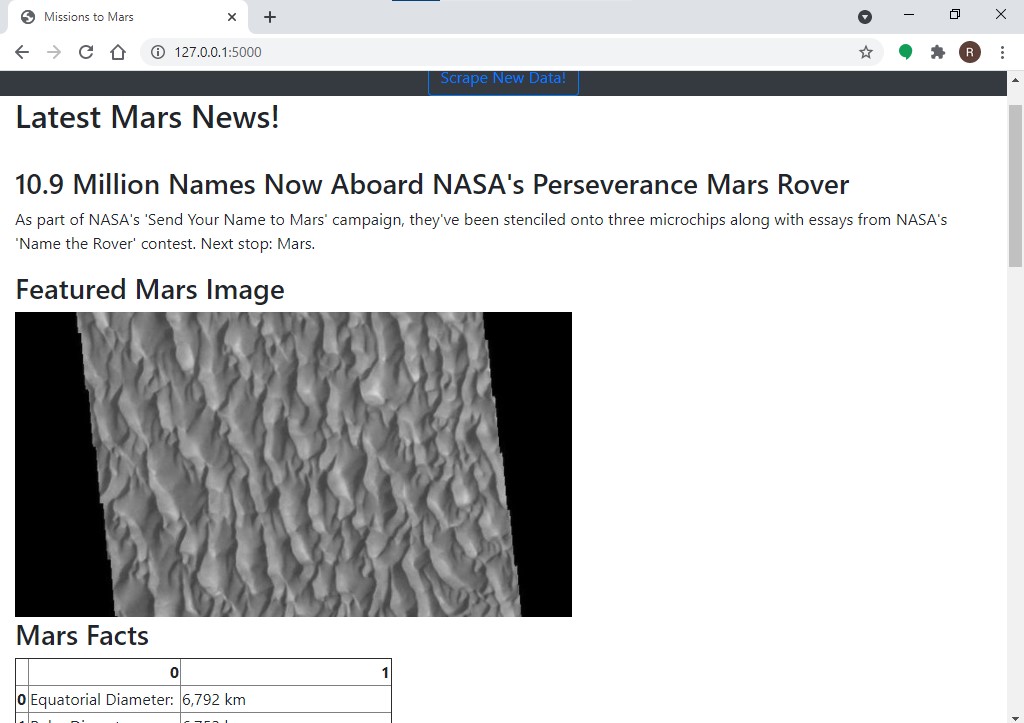 Missions to Mars
127.0.0.1:5000
R
Scrape New Data!
Latest Mars News!
10.9 Million Names Now Aboard NASA's Perseverance Mars Rover
As part of NASA's 'Send Your Name to Mars' campaign, they've been stenciled onto three microchips along with essays from NASA's
'Name the Rover' contest. Next stop: Mars.
Featured Mars Image
Mars Facts
0 1
0 Equatorial Diameter: 6,792 km